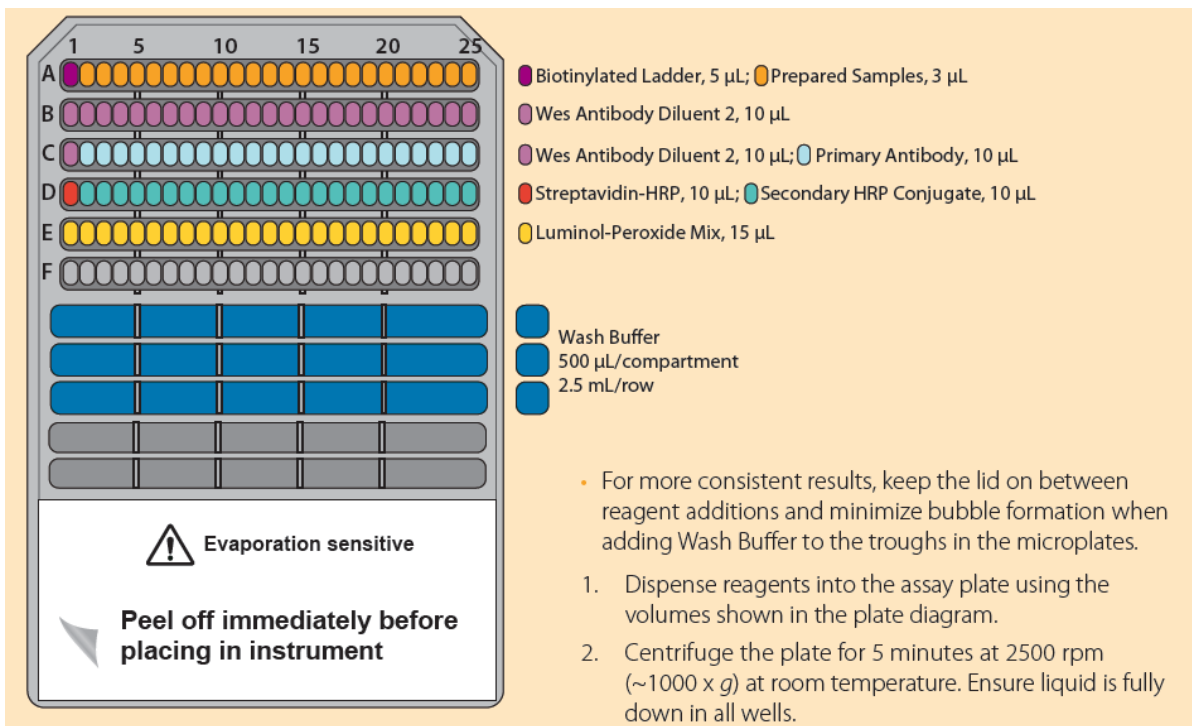 1 5 10 15 20 25
A
B
C
D
E
F
Biotinylated Ladder, 5 µL; Prepared Samples, 3 µL
Wes Antibody Diluent 2, 10 µL
Wes Antibody Diluent 2, 10 µL; Primary Antibody, 10 µL
Streptavidin-HRP, 10 µL; Secondary HRP Conjugate, 10 µL
Luminol-Peroxide Mix, 15 µL
Wash Buffer
500 µL/compartment
2.5 mL/row
Evaporation sensitive
Peel off immediately before
placing in instrument
• For more consistent results, keep the lid on between
reagent additions and minimize bubble formation when
adding Wash Buffer to the troughs in the microplates.
1. Dispense reagents into the assay plate using the
volumes shown in the plate diagram.
2. Centrifuge the plate for 5 minutes at 2500 rpm
(~1000 x g) at room temperature. Ensure liquid is fully
down in all wells.